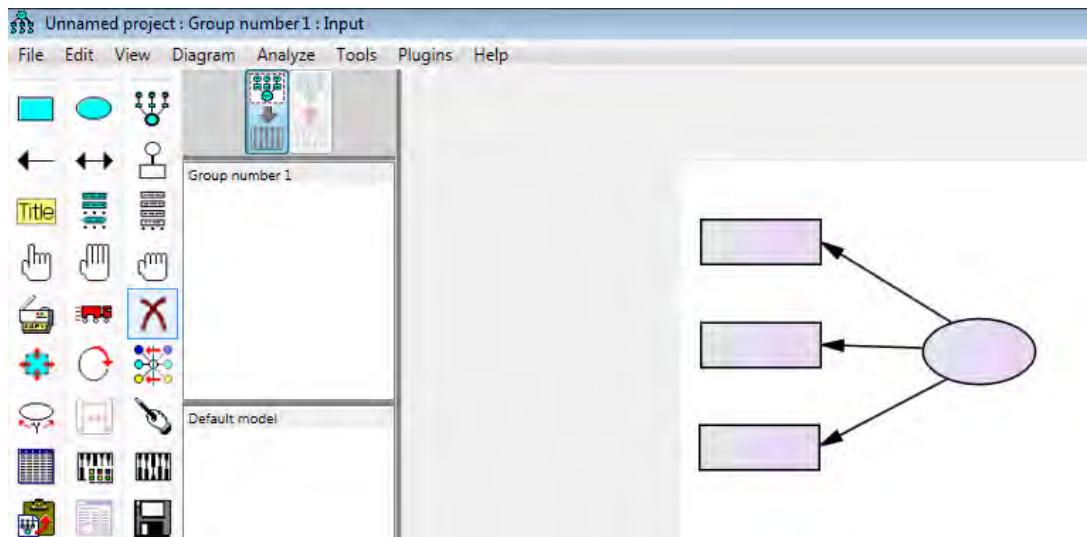 Unnamed project : Group number 1 : Input
File Edit View Diagram Analyze Tools Plugins Help
Group number 1
Title
COPY
Default model